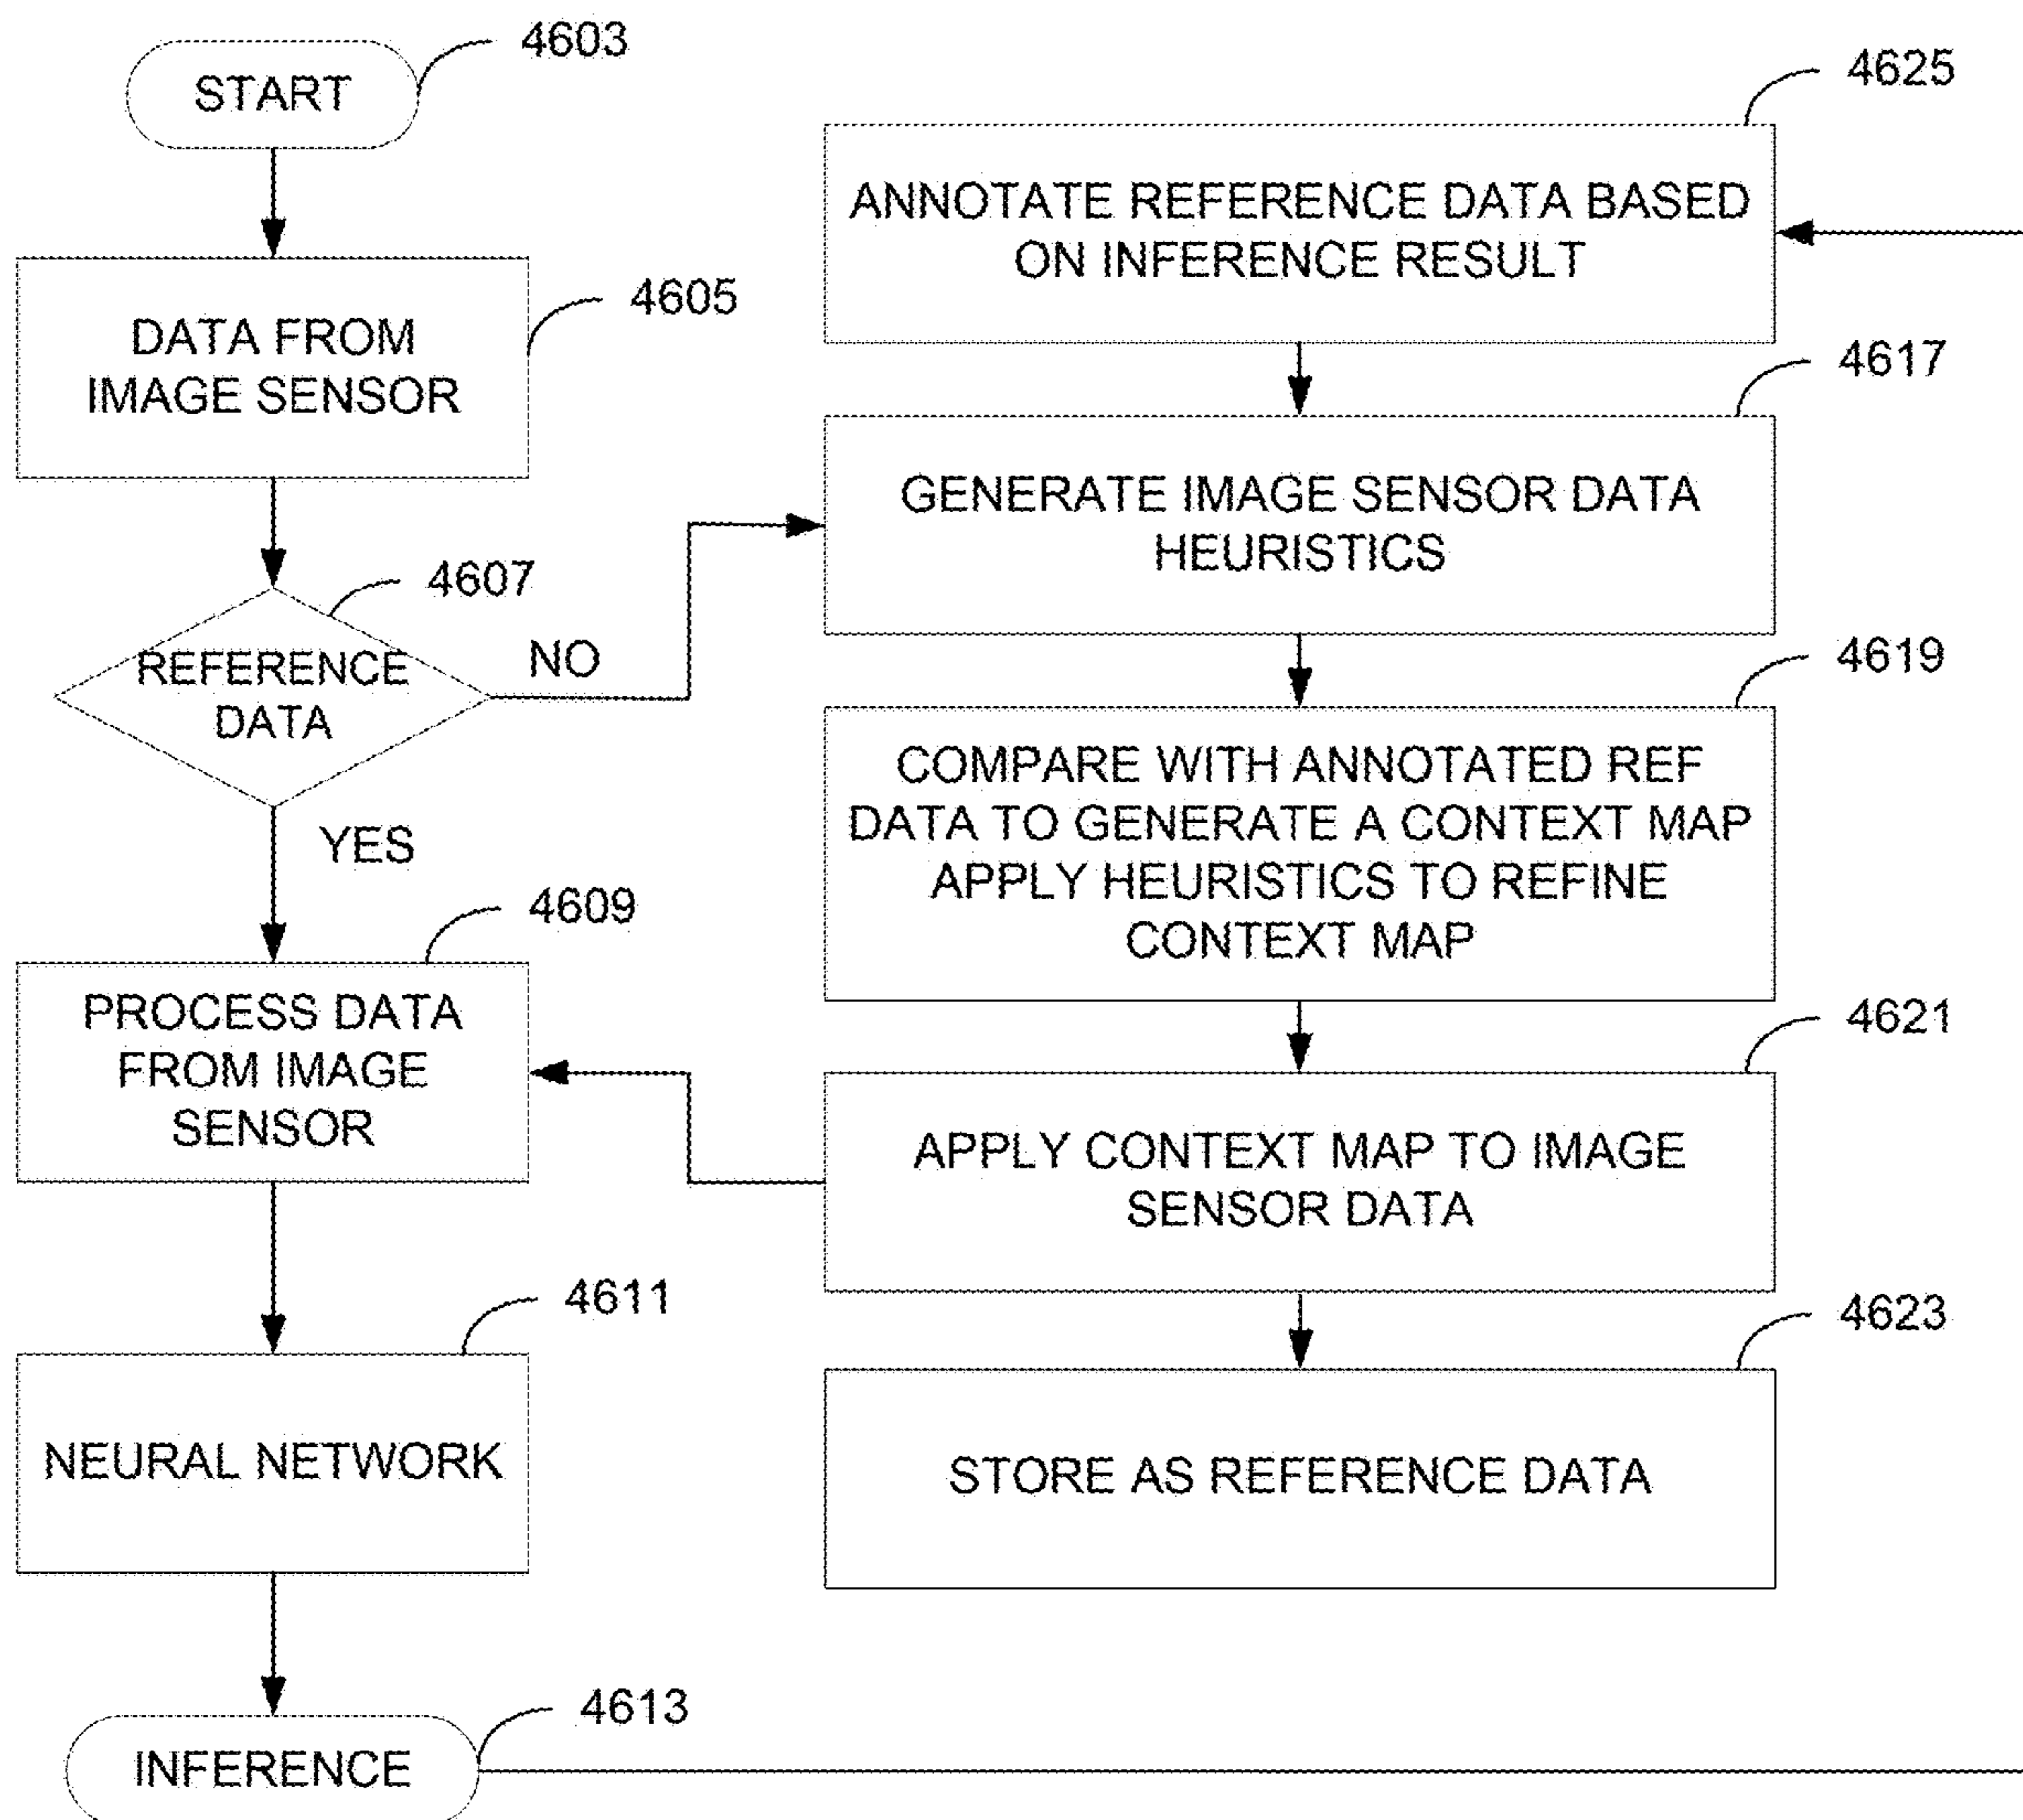 START
4603
DATA FROM
IMAGE SENSOR
4605
REFERENCE
DATA
4607
NO
YES
PROCESS DATA
FROM IMAGE
SENSOR
4609
NEURAL NETWORK
4611
INFERENCE
4613
ANNOTATE REFERENCE DATA BASED
ON INFERENCE RESULT
4625
GENERATE IMAGE SENSOR DATA
HEURISTICS
4617
COMPARE WITH ANNOTATED REF
DATA TO GENERATE A CONTEXT MAP
APPLY HEURISTICS TO REFINE
CONTEXT MAP
4619
APPLY CONTEXT MAP TO IMAGE
SENSOR DATA
4621
STORE AS REFERENCE DATA
4623